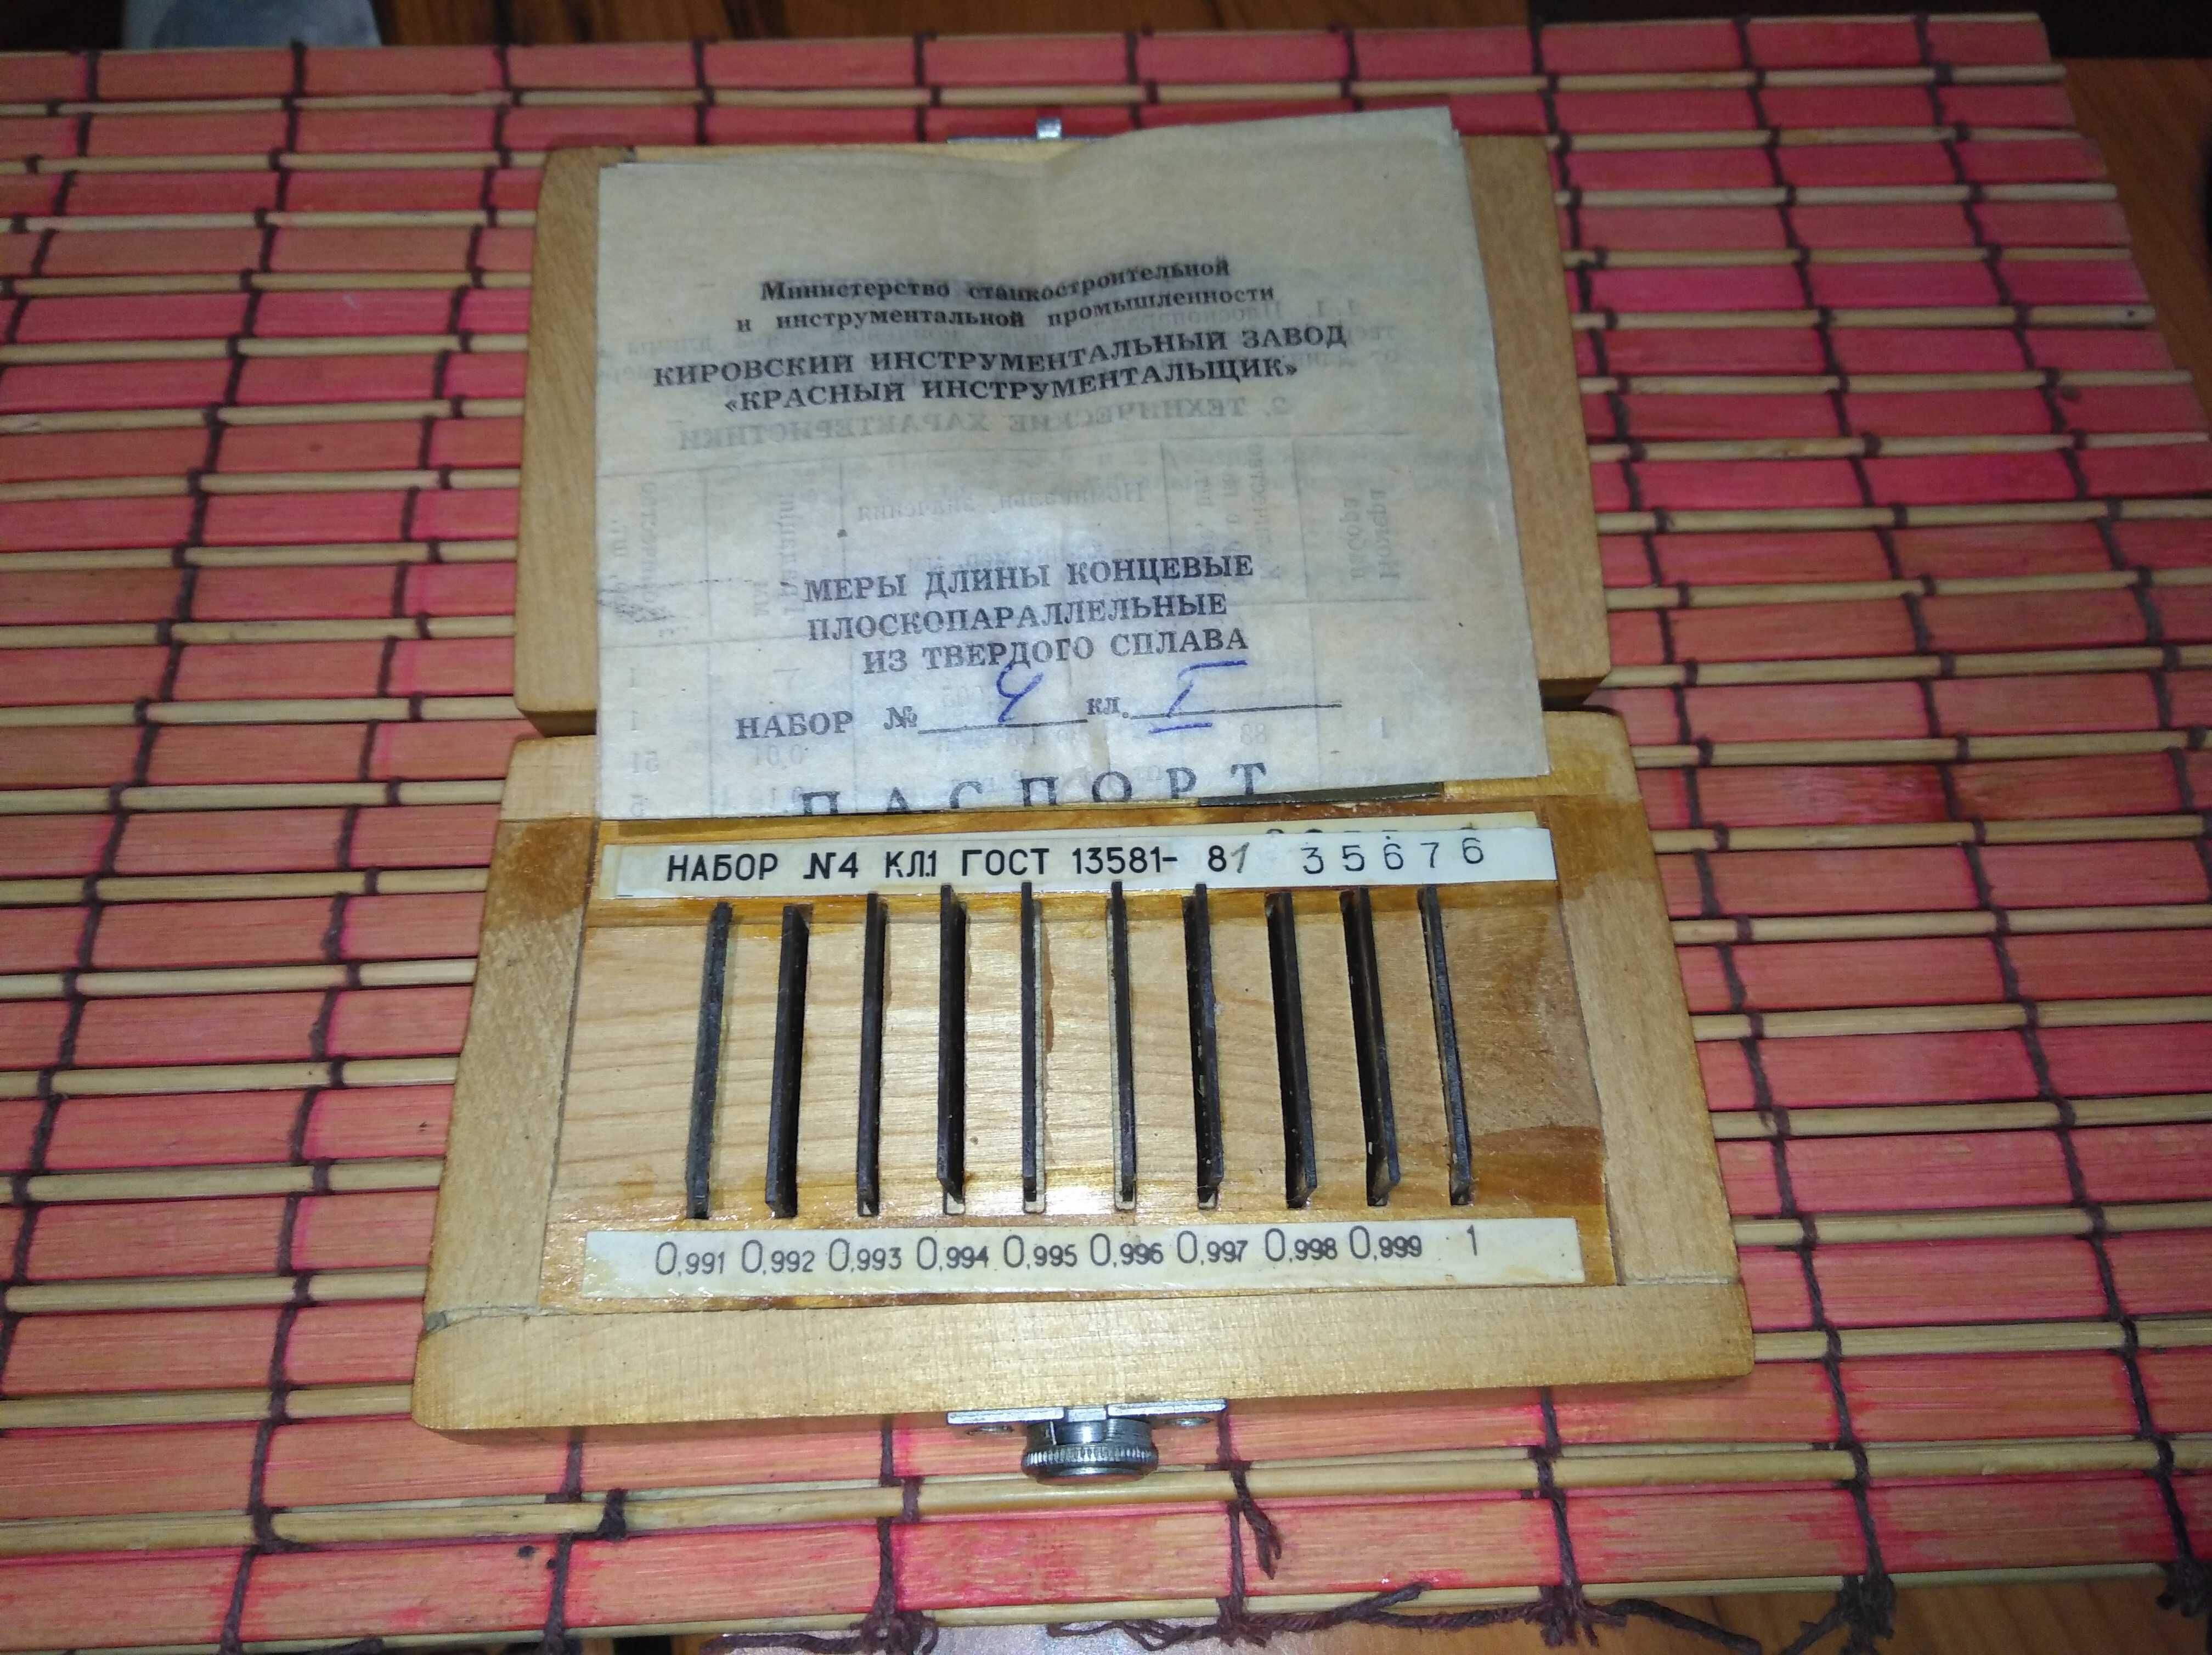 Министерство станкостроительной
и инструментальной промышленности
КИРОВСКИЙ ИНСТРУМЕНТАЛЬНЫЙ ЗАВОД
«КРАСНЫЙ ИНСТРУМЕНТАЛЬЩИК»
МЕРЫ ДЛИНЫ КОНЦЕВЫЕ
ПЛОСКОПАРАЛЛЕЛЬНЫЕ
ИЗ ТВЕРДОГО СПЛАВА
НАБОР № 4 кл. I
ПАСПОРТ
НАБОР №4 КЛ.1 ГОСТ 13581- 81 35676
0,991 0,992 0,993 0,994 0,995 0,996 0,997 0,998 0,999 1